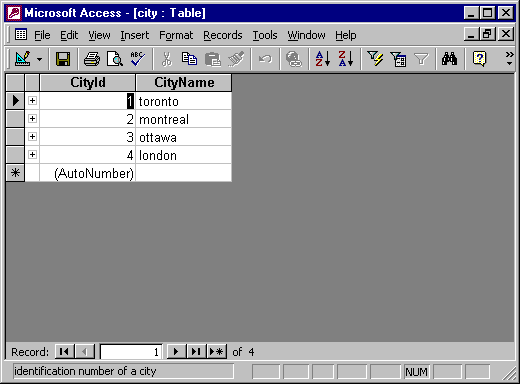 Microsoft Access - [city : Table]
File Edit View Insert Format Records Tools Window Help
CityId CityName
1 toronto
2 montreal
3 ottawa
4 london
(AutoNumber)
Record: 1 of 4
identification number of a city NUM